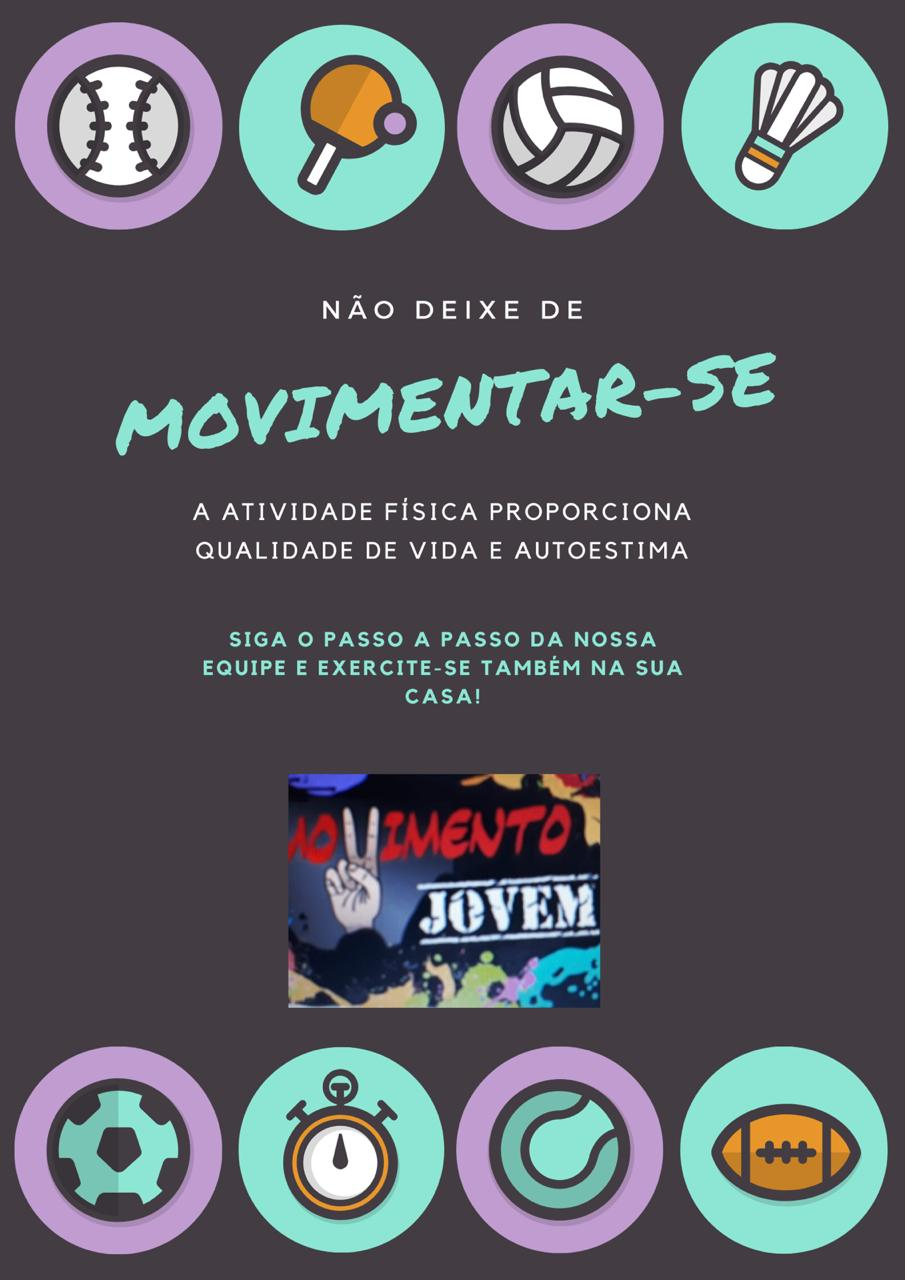 NÃO DEIXE DE
MOVIMENTAR-SE
A ATIVIDADE FÍSICA PROPORCIONA
QUALIDADE DE VIDA E AUTOESTIMA
SIGA O PASSO A PASSO DA NOSSA
EQUIPE E EXERCITE-SE TAMBÉM NA SUA
CASA!
MOVIMENTO
JOVEM